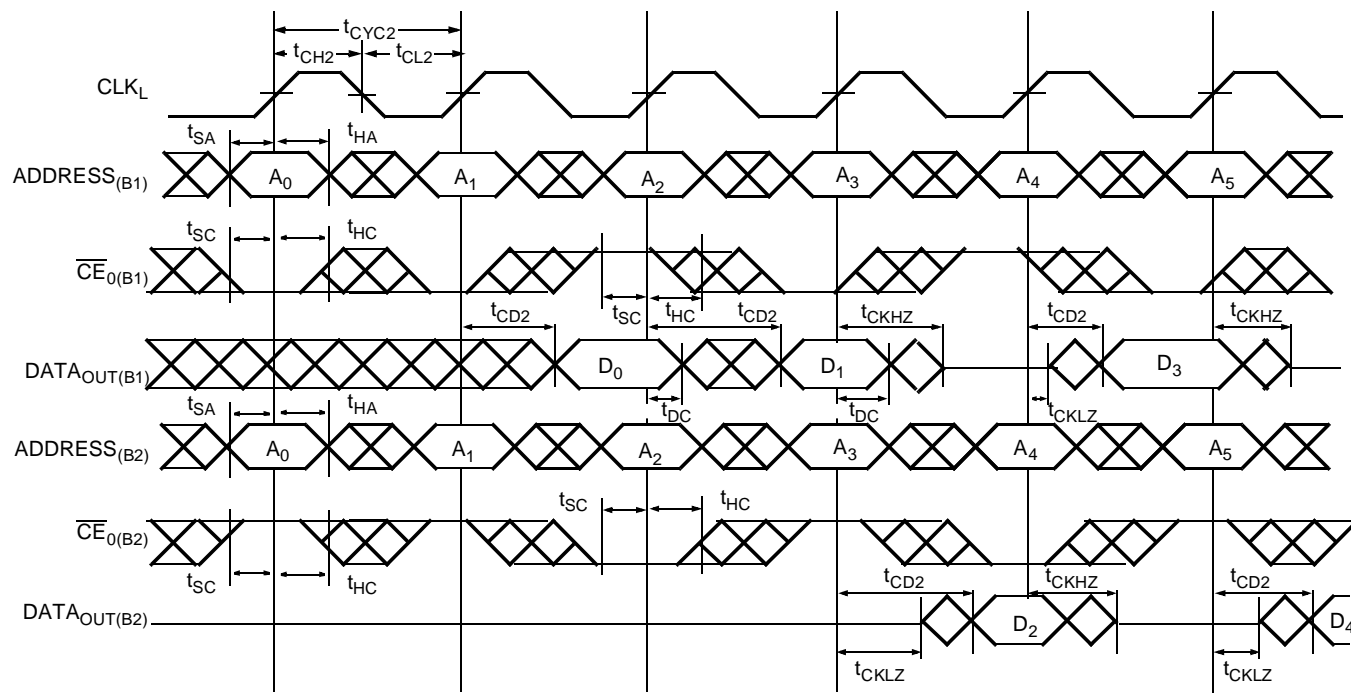 tCYC2
tCH2 tCL2
CLKL
tSA tHA
ADDRESS(B1) A0 A1 A2 A3 A4 A5
tSC tHC
CE0(B1)
tCD2 tSC tHC tCD2 tCKHZ tCD2 tCKHZ
DATAOUT(B1) D0 D1 D3
tSA tHA tDC tDC tCKLZ
ADDRESS(B2) A0 A1 A2 A3 A4 A5
tSC tHC
CE0(B2)
tSC tHC tCD2 tCKHZ tCD2
DATAOUT(B2) D2 D4
tCKLZ tCKLZ